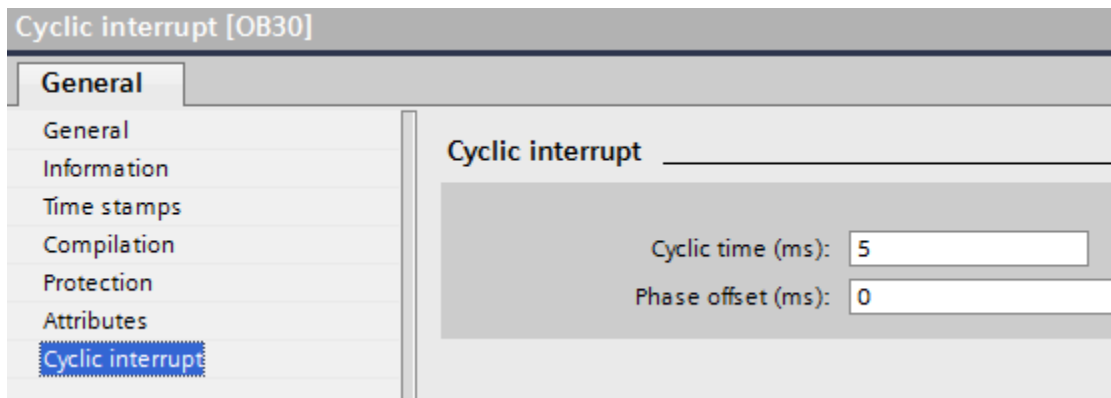 Cyclic interrupt [OB30]
General
General
Information
Time stamps
Compilation
Protection
Attributes
Cyclic interrupt
Cyclic interrupt
Cyclic time (ms): 5
Phase offset (ms): 0